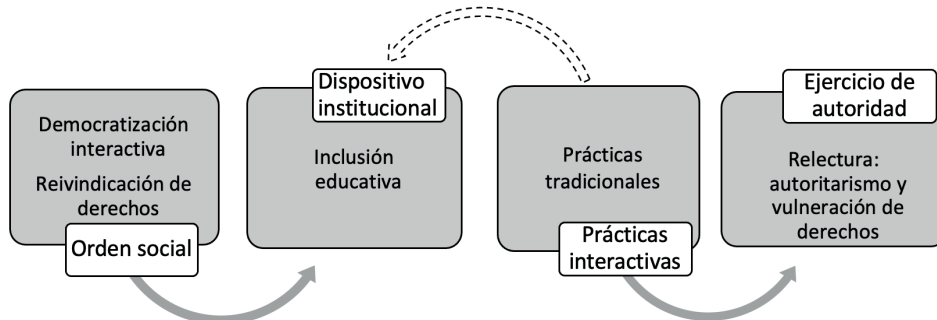 Democratización
interactiva
Reivindicación de
derechos
Orden social
Dispositivo
institucional
Inclusión
educativa
Prácticas
tradicionales
Prácticas
interactivas
Ejercicio de
autoridad
Relectura:
autoritarismo y
vulneración de
derechos